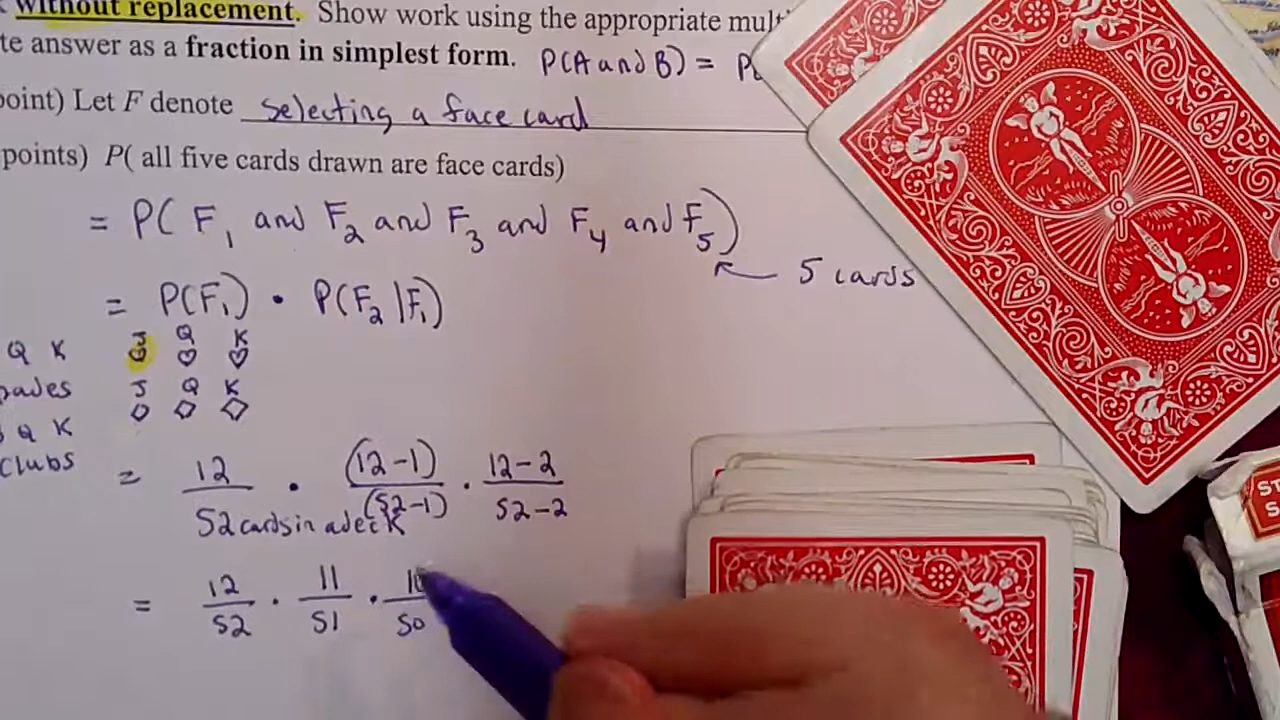 without replacement. Show work using the appropriate
te answer as a fraction in simplest form. P(A and B) = P(
point) Let F denote selecting a face card
points) P( all five cards drawn are face cards)
= P( F₁ and F₂ and F₃ and F₄ and F₅)
5 cards
= P(F₁) · P(F₂|F₁)
Q K J Q K
♡ ♡ ♡
pades J Q K
◇ ◇ ◇
Q K
Clubs
= 12/52 cards in a deck · (12-1)/(52-1) · 12-2/52-2
= 12/52 · 11/51 · 10/50
ST
S